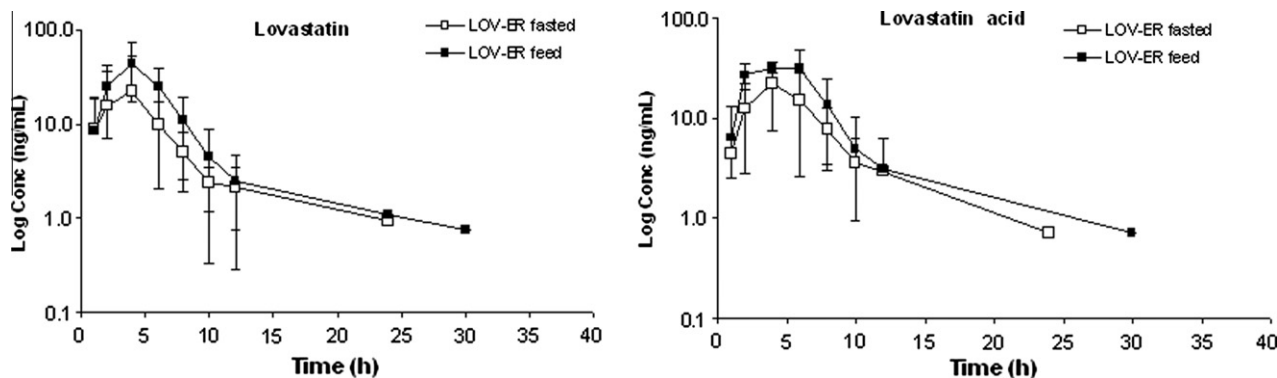 Lovastatin
LOV-ER fasted
LOV-ER feed
Log Conc (ng/mL)
100.0
10.0
1.0
0.1
0 5 10 15 20 25 30 35 40
Time (h)
Lovastatin acid
LOV-ER fasted
LOV-ER feed
Log Conc (ng/mL)
100.0
10.0
1.0
0.1
0 5 10 15 20 25 30 35 40
Time (h)